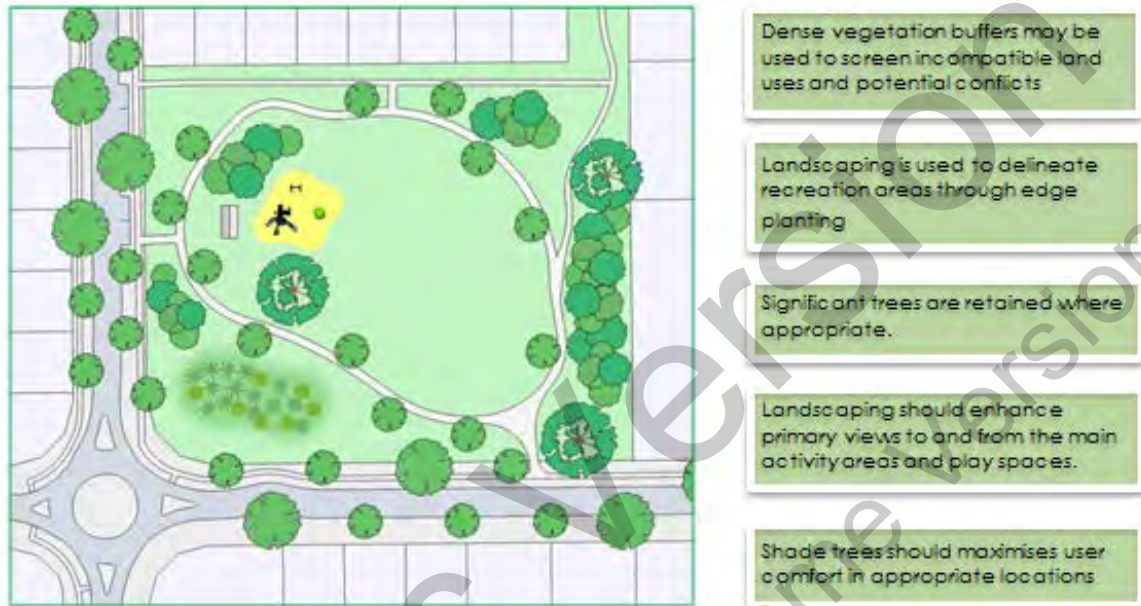 Dense vegetation buffers may be
used to screen incompatible land
uses and potential conflicts
Landscaping is used to delineate
recreation areas through edge
planting
Significant trees are retained where
appropriate.
Landscaping should enhance
primary views to and from the main
activity areas and play spaces.
Shade trees should maximises user
comfort in appropriate locations
version
version